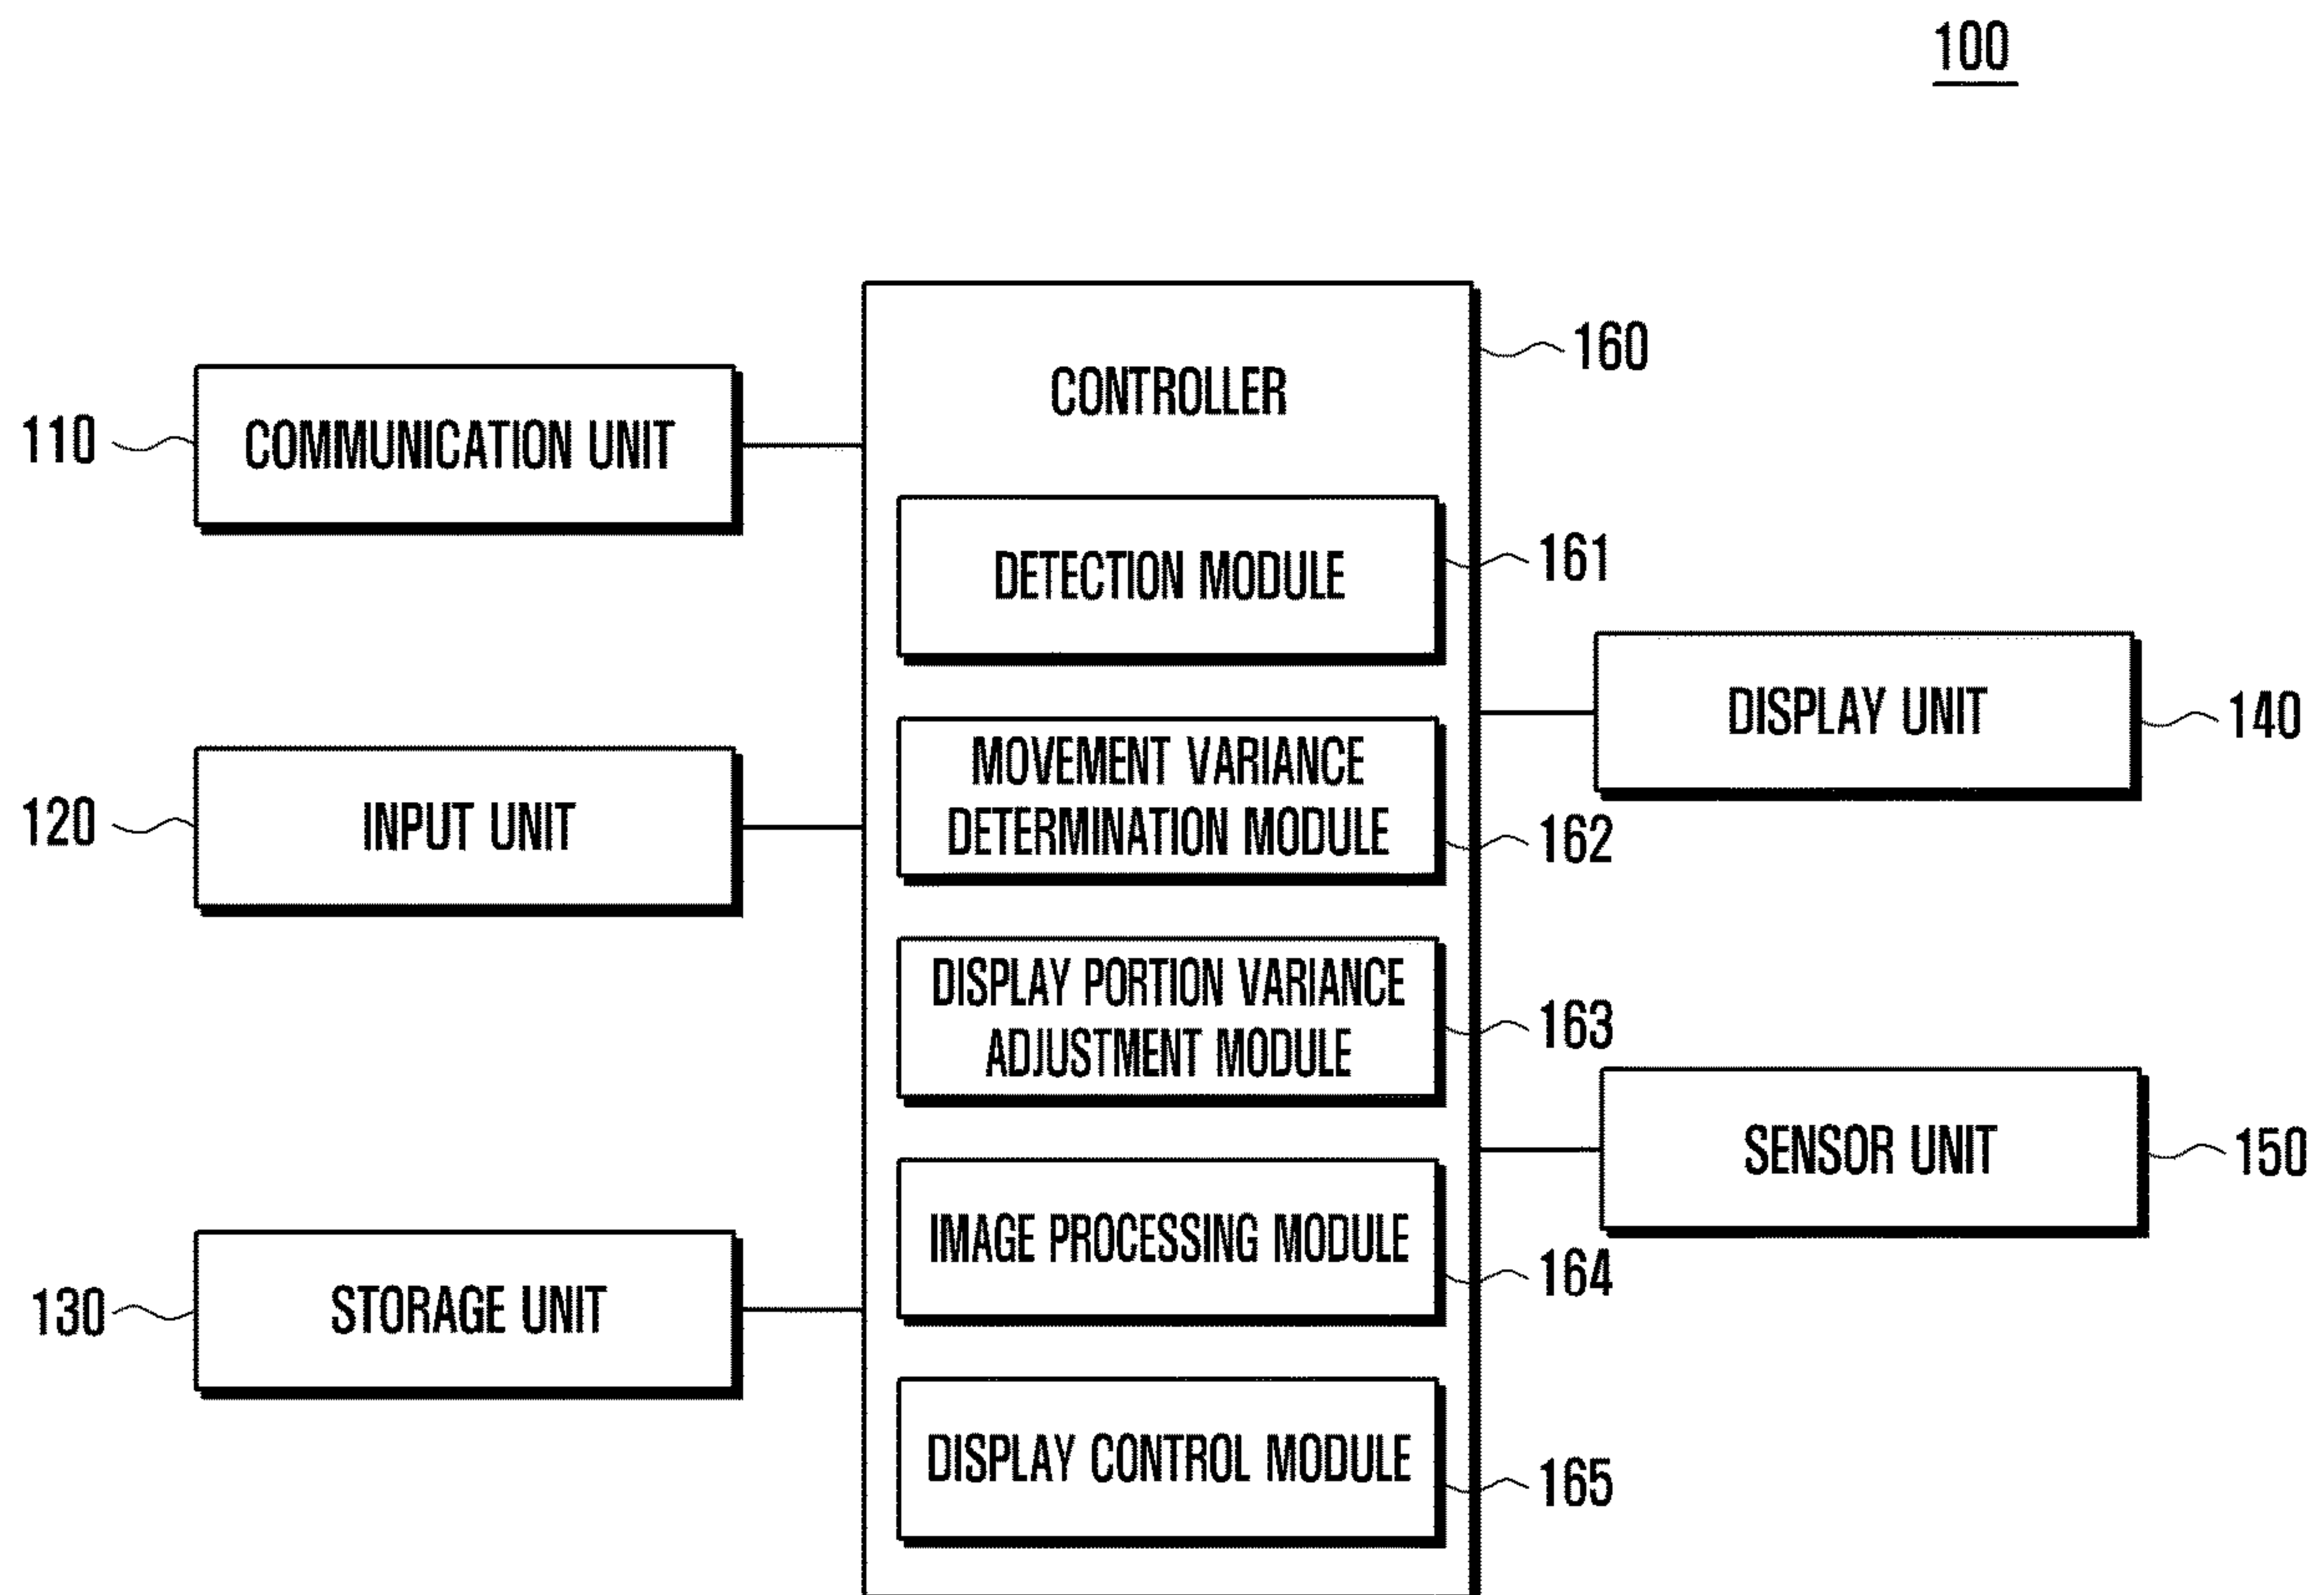 100
CONTROLLER
160
110
COMMUNICATION UNIT
DETECTION MODULE
161
DISPLAY UNIT
140
MOVEMENT VARIANCE
DETERMINATION MODULE
162
120
INPUT UNIT
DISPLAY PORTION VARIANCE
ADJUSTMENT MODULE
163
SENSOR UNIT
150
IMAGE PROCESSING MODULE
164
130
STORAGE UNIT
DISPLAY CONTROL MODULE
165